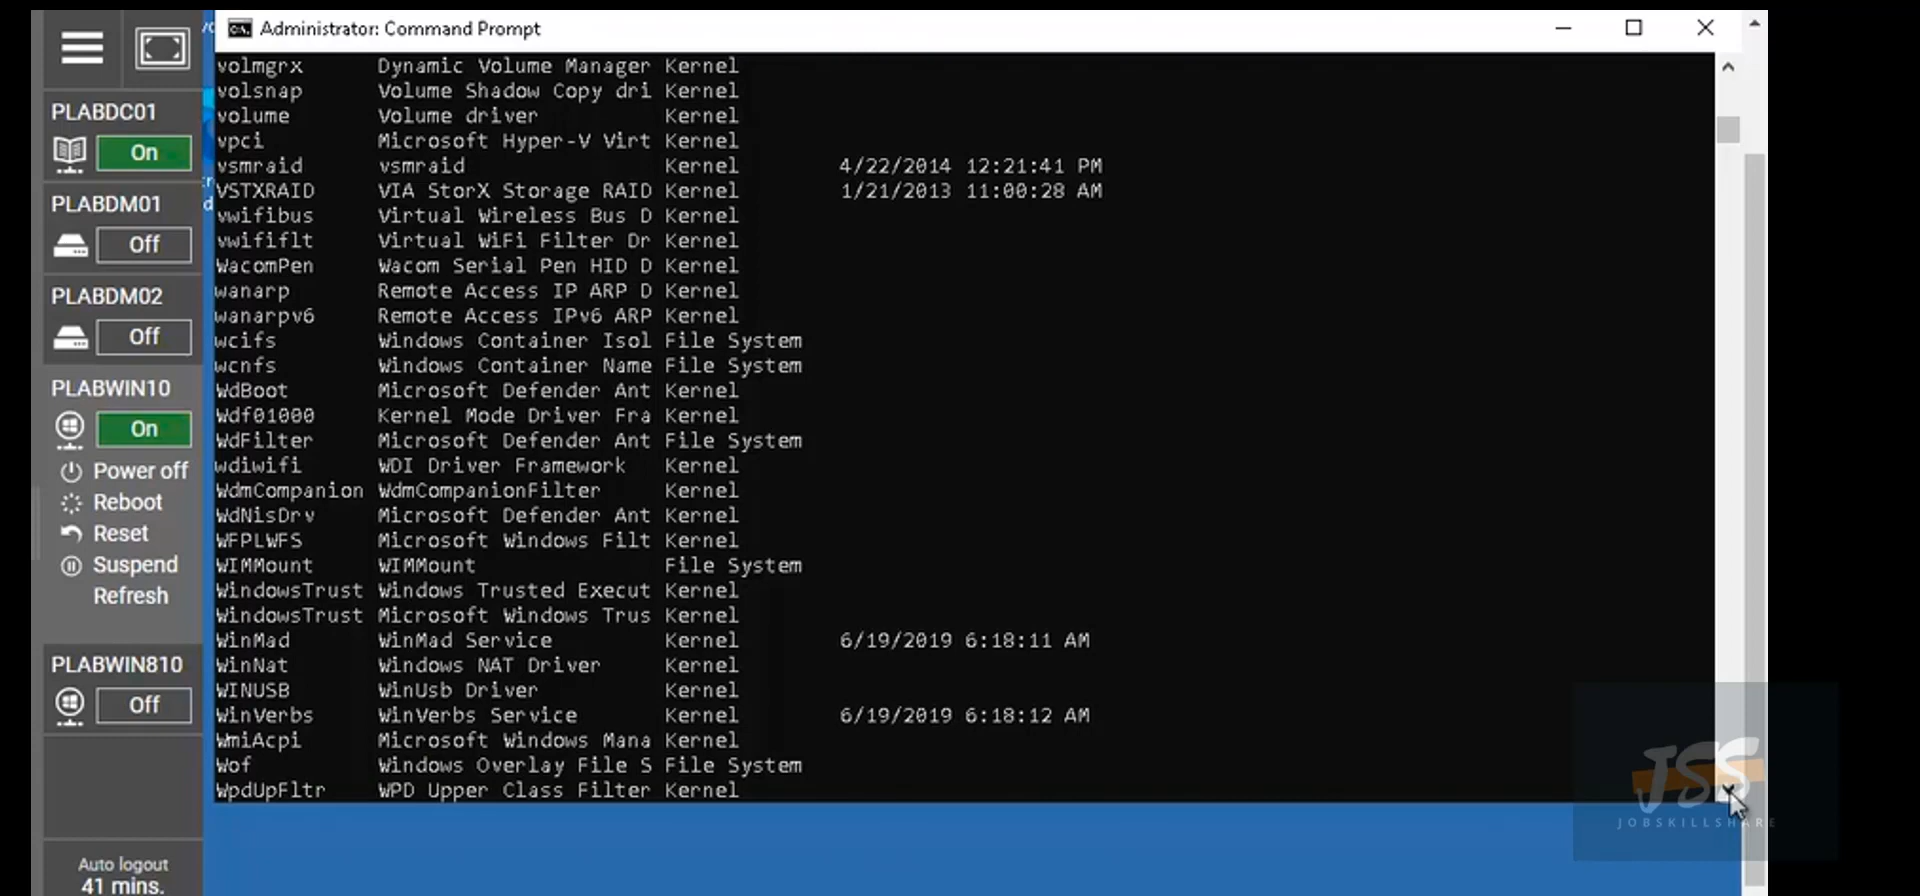 Administrator: Command Prompt
PLABDC01
On
PLABDM01
Off
PLABDM02
Off
PLABWIN10
On
Power off
Reboot
Reset
Suspend
Refresh
PLABWIN810
Off
Auto logout
41 mins.
volmgrx Dynamic Volume Manager Kernel
volsnap Volume Shadow Copy dri Kernel
volume Volume driver Kernel
vpci Microsoft Hyper-V Virt Kernel
vsmraid vsmraid Kernel 4/22/2014 12:21:41 PM
VSTXRAID VIA StorX Storage RAID Kernel 1/21/2013 11:00:28 AM
vwifibus Virtual Wireless Bus D Kernel
vwififlt Virtual WiFi Filter Dr Kernel
WacomPen Wacom Serial Pen HID D Kernel
wanarp Remote Access IP ARP D Kernel
wanarpv6 Remote Access IPv6 ARP Kernel
wcifs Windows Container Isol File System
wcnfs Windows Container Name File System
WdBoot Microsoft Defender Ant Kernel
Wdf01000 Kernel Mode Driver Fra Kernel
WdFilter Microsoft Defender Ant File System
wdiwifi WDI Driver Framework Kernel
WdmCompanion WdmCompanionFilter Kernel
WdNisDrv Microsoft Defender Ant Kernel
WFPLWFS Microsoft Windows Filt Kernel
WIMMount WIMMount File System
WindowsTrust Windows Trusted Execut Kernel
WindowsTrust Microsoft Windows Trus Kernel
WinMad WinMad Service Kernel 6/19/2019 6:18:11 AM
WinNat Windows NAT Driver Kernel
WINUSB WinUsb Driver Kernel
WinVerbs WinVerbs Service Kernel 6/19/2019 6:18:12 AM
WmiAcpi Microsoft Windows Mana Kernel
Wof Windows Overlay File S File System
WpdUpFltr WPD Upper Class Filter Kernel
JSS
JOBSKILLSHARE